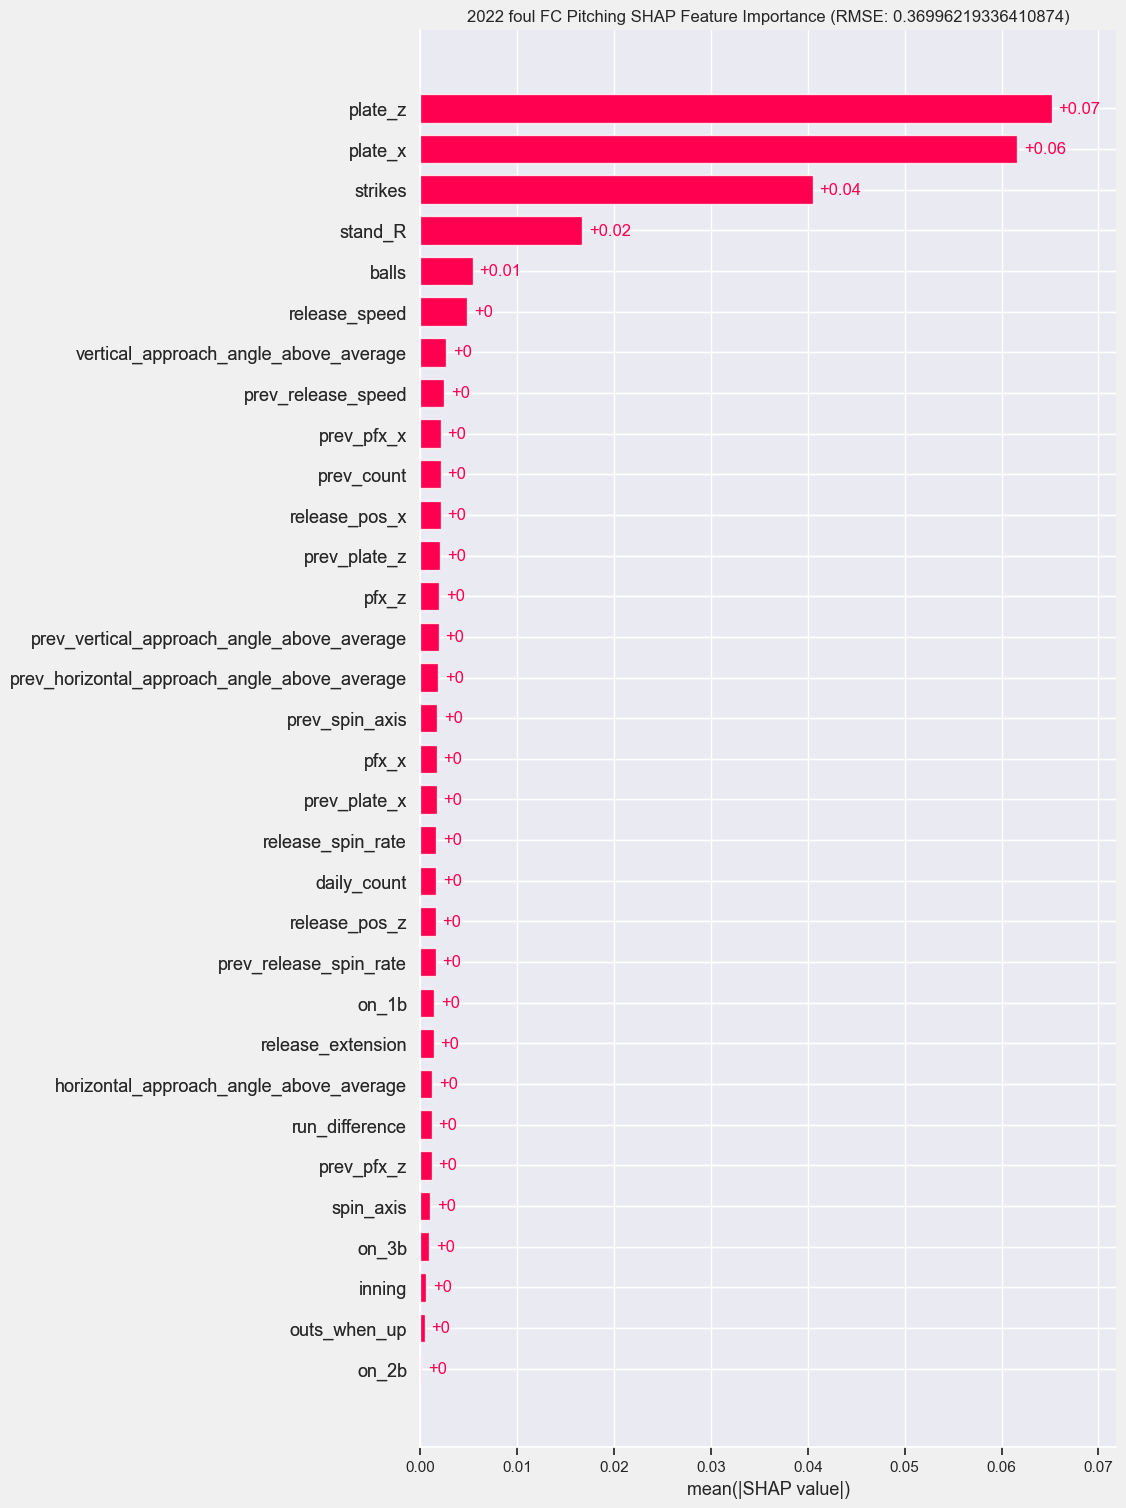 2022 foul FC Pitching SHAP Feature Importance (RMSE: 0.36996219336410874)
plate_z +0.07
plate_x +0.06
strikes +0.04
stand_R +0.02
balls +0.01
release_speed +0
vertical_approach_angle_above_average +0
prev_release_speed +0
prev_pfx_x +0
prev_count +0
release_pos_x +0
prev_plate_z +0
pfx_z +0
prev_vertical_approach_angle_above_average +0
prev_horizontal_approach_angle_above_average +0
prev_spin_axis +0
pfx_x +0
prev_plate_x +0
release_spin_rate +0
daily_count +0
release_pos_z +0
prev_release_spin_rate +0
on_1b +0
release_extension +0
horizontal_approach_angle_above_average +0
run_difference +0
prev_pfx_z +0
spin_axis +0
on_3b +0
inning +0
outs_when_up +0
on_2b +0
0.00 0.01 0.02 0.03 0.04 0.05 0.06 0.07
mean(|SHAP value|)